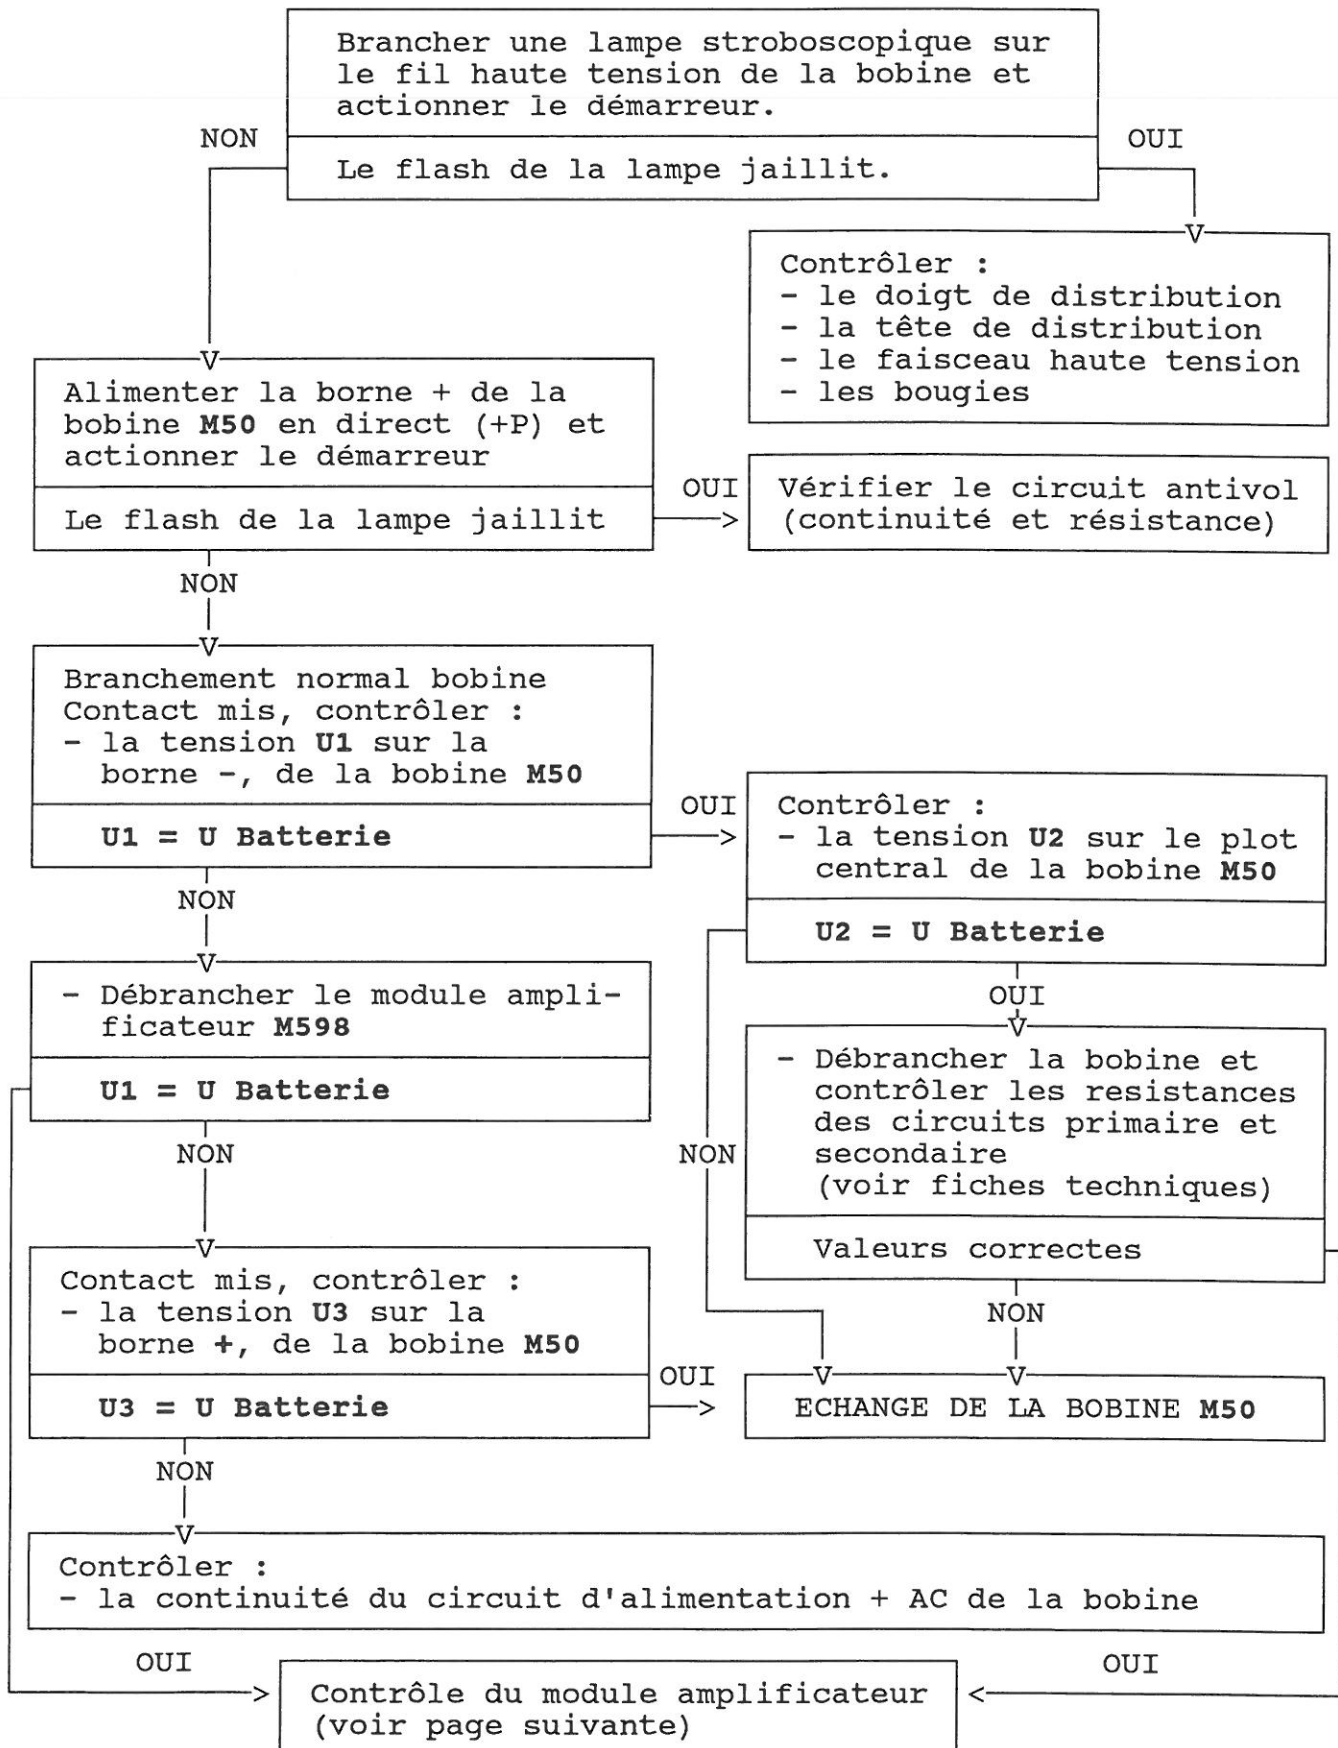 Brancher une lampe stroboscopique sur
le fil haute tension de la bobine et
actionner le démarreur.
NON
OUI
Le flash de la lampe jaillit.
V
Contrôler :
- le doigt de distribution
- la tête de distribution
- le faisceau haute tension
- les bougies
V
Alimenter la borne + de la
bobine M50 en direct (+P) et
actionner le démarreur
Le flash de la lampe jaillit
OUI
>
Vérifier le circuit antivol
(continuité et résistance)
NON
V
Branchement normal bobine
Contact mis, contrôler :
- la tension U1 sur la
borne -, de la bobine M50
U1 = U Batterie
OUI
>
Contrôler :
- la tension U2 sur le plot
central de la bobine M50
U2 = U Batterie
NON
V
- Débrancher le module ampli-
ficateur M598
U1 = U Batterie
OUI
V
- Débrancher la bobine et
contrôler les resistances
des circuits primaire et
secondaire
(voir fiches techniques)
Valeurs correctes
NON
NON
V
Contact mis, contrôler :
- la tension U3 sur la
borne +, de la bobine M50
U3 = U Batterie
OUI
>
NON
V
V
ECHANGE DE LA BOBINE M50
NON
V
Contrôler :
- la continuité du circuit d'alimentation + AC de la bobine
OUI
>
Contrôle du module amplificateur
(voir page suivante)
OUI
<